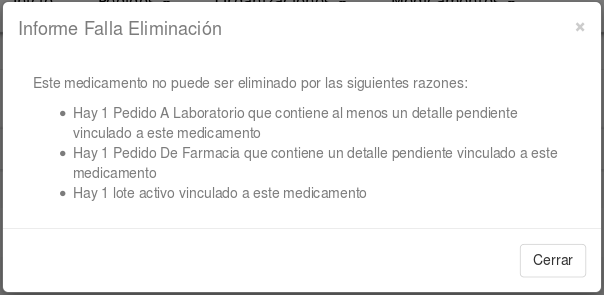 Informe Falla Eliminación
×
Este medicamento no puede ser eliminado por las siguientes razones:
• Hay 1 Pedido A Laboratorio que contiene al menos un detalle pendiente
vinculado a este medicamento
• Hay 1 Pedido De Farmacia que contiene un detalle pendiente vinculado a este
medicamento
• Hay 1 lote activo vinculado a este medicamento
Cerrar